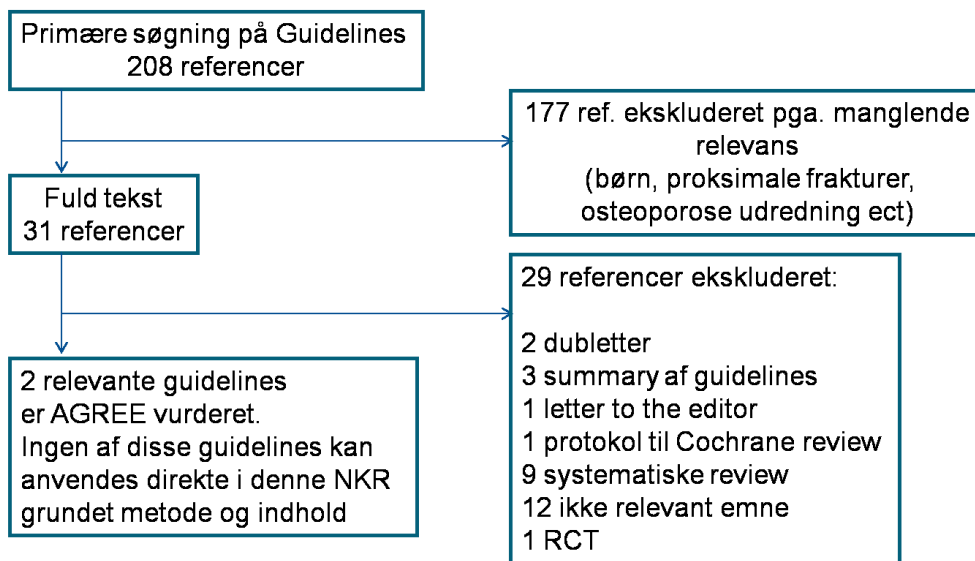 Primære søgning på Guidelines
208 referencer
177 ref. ekskluderet pga. manglende
relevans
(børn, proksimale frakturer,
osteoporose udredning ect)
Fuld tekst
31 referencer
29 referencer ekskluderet:
2 dubletter
3 summary af guidelines
1 letter to the editor
1 protokol til Cochrane review
9 systematiske review
12 ikke relevant emne
1 RCT
2 relevante guidelines
er AGREE vurderet.
Ingen af disse guidelines kan
anvendes direkte i denne NKR
grundet metode og indhold